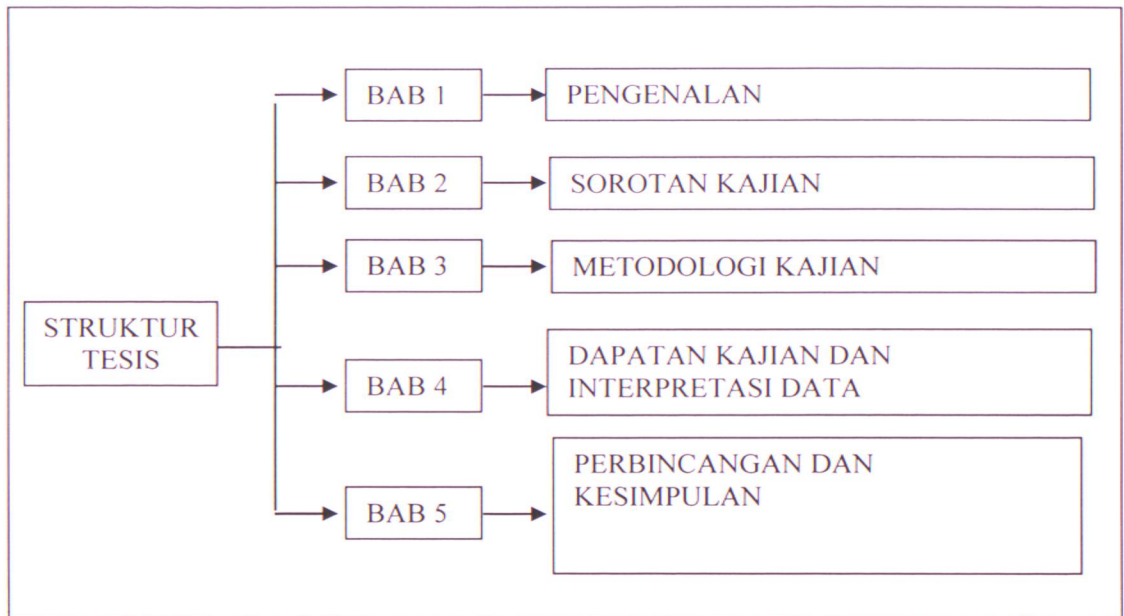 STRUKTUR
TESIS
BAB 1
PENGENALAN
BAB 2
SOROTAN KAJIAN
BAB 3
METODOLOGI KAJIAN
BAB 4
DAPATAN KAJIAN DAN
INTERPRETASI DATA
BAB 5
PERBINCANGAN DAN
KESIMPULAN